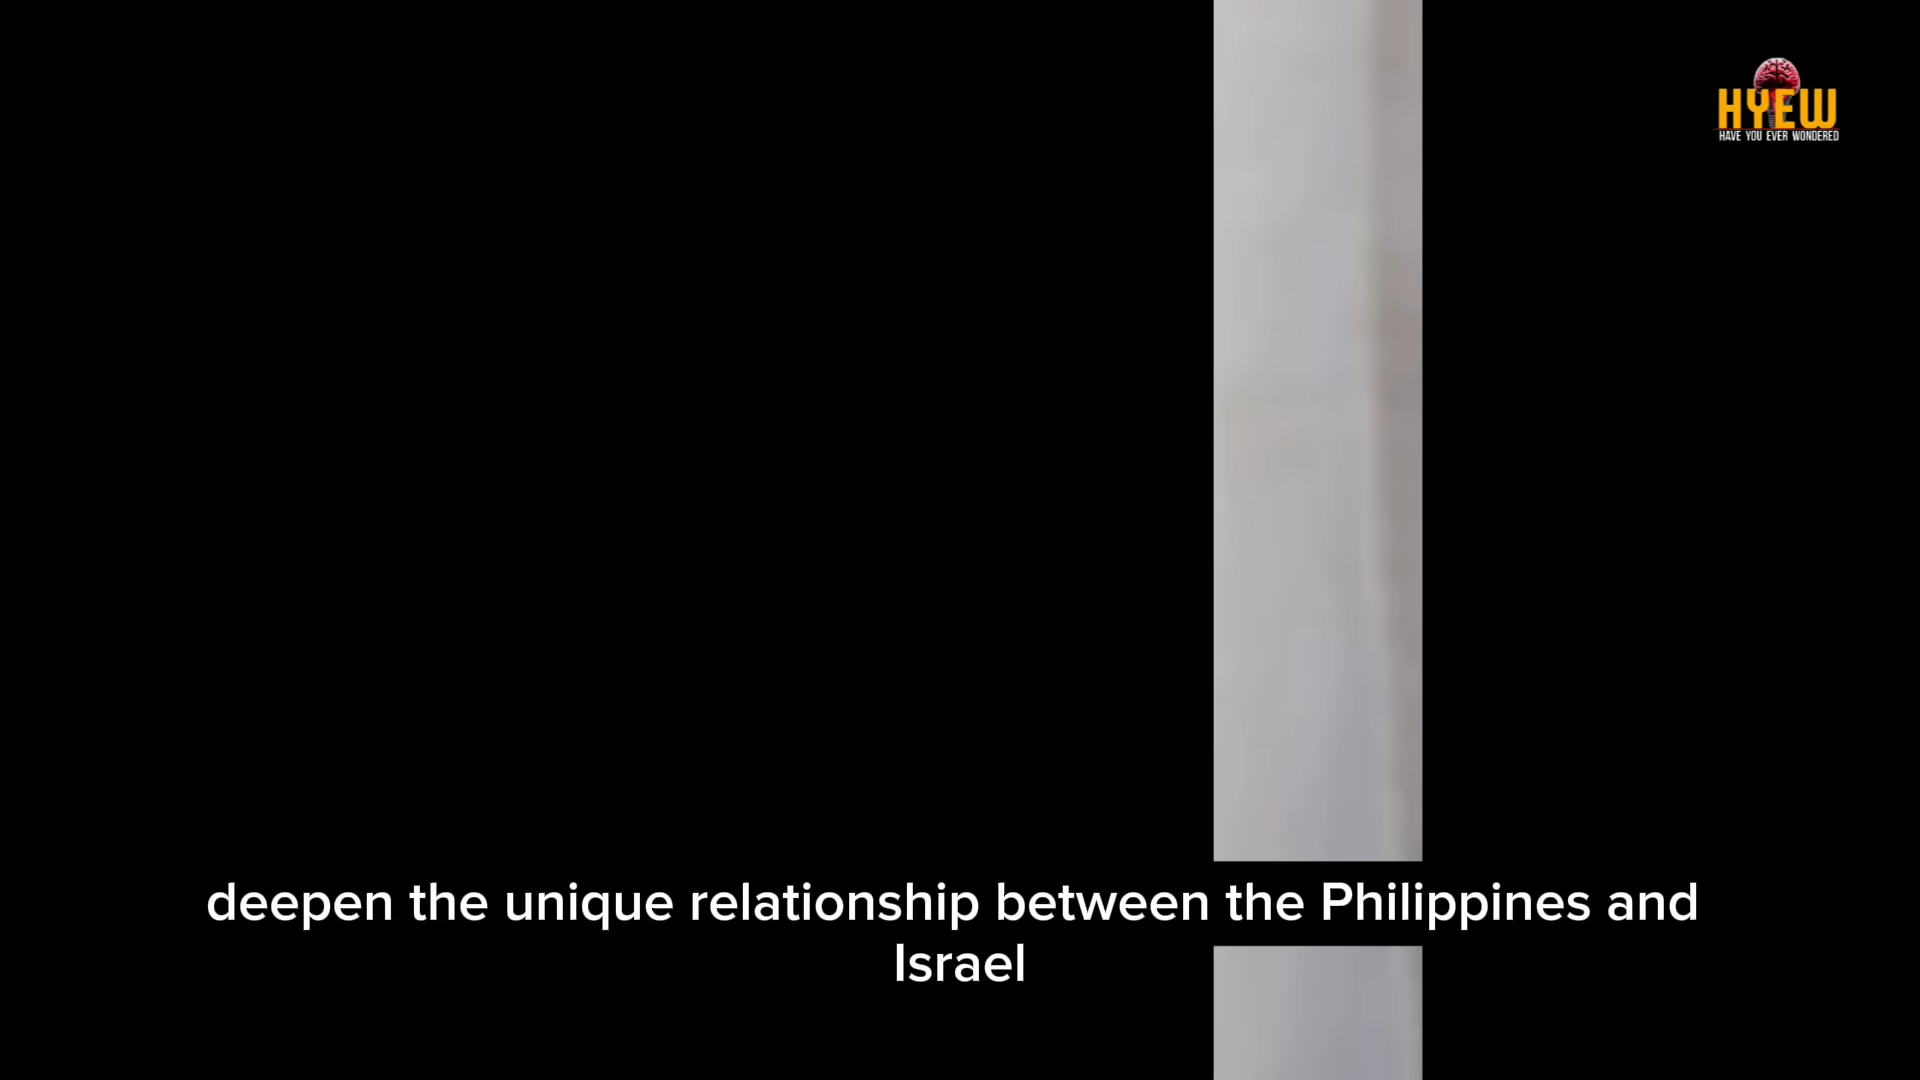 HYEW
HAVE YOU EVER WONDERED
deepen the unique relationship between the Philippines and
Israel